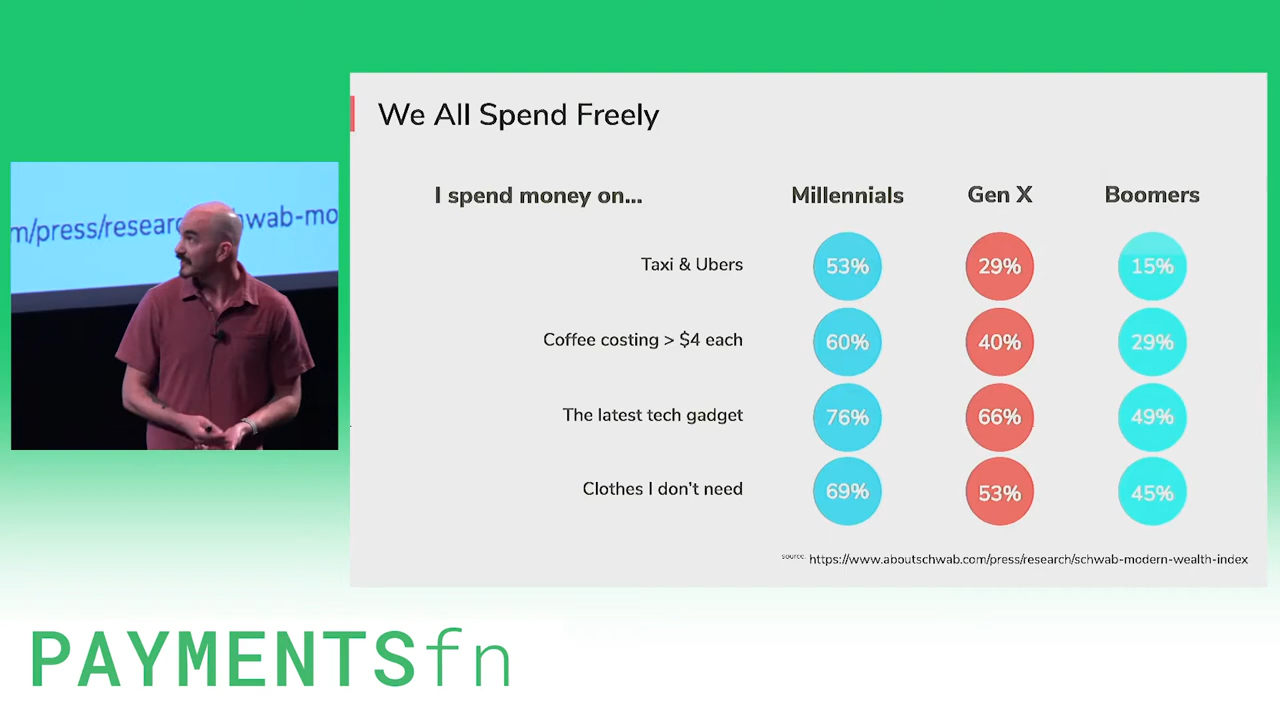 We All Spend Freely
I spend money on... Millennials Gen X Boomers
Taxi & Ubers 53% 29% 15%
Coffee costing > $4 each 60% 40% 29%
The latest tech gadget 76% 66% 49%
Clothes I don't need 69% 53% 45%
source: https://www.aboutschwab.com/press/research/schwab-modern-wealth-index
m/press/resear hwab-mo
PAYMENTSfn